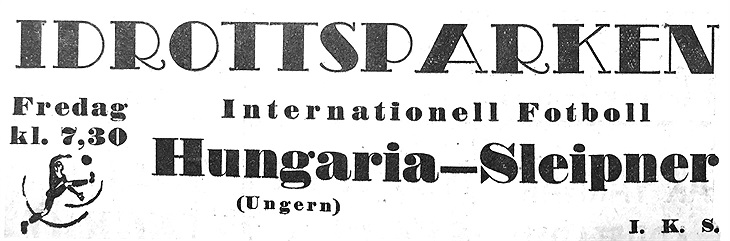 IDROTTSPARKEN
Fredag
kl. 7,30
Internationell Fotboll
Hungaria—Sleipner
(Ungern)
I. K. S.